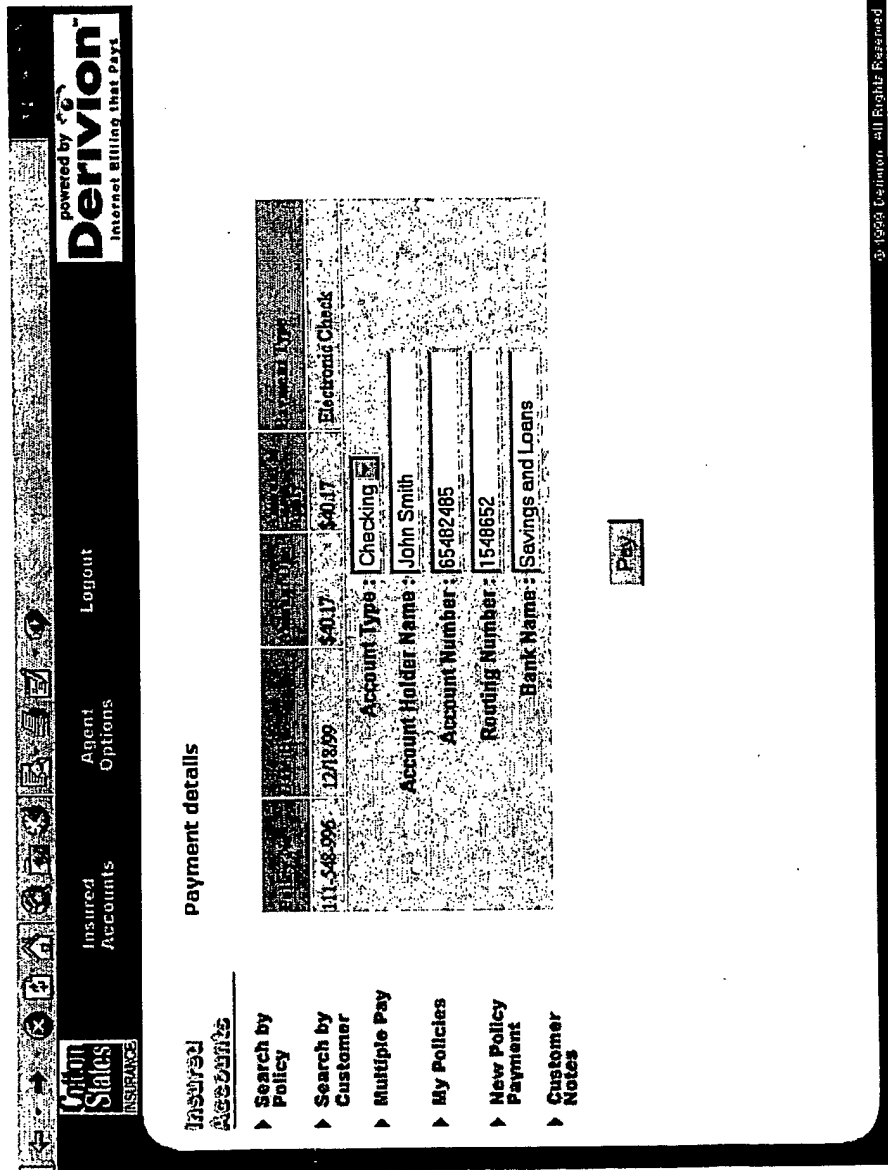 Cotton
States
INSURANCE
Insured
Accounts
Agent
Options
Logout
powered by
Derivion
Internet Billing that Pays
Insured
Accounts
Search by
Policy
Search by
Customer
Multiple Pay
My Policies
New Policy
Payment
Customer
Notes
Payment details
111-548-996 12/18/99 $40.17 $40.17 Electronic Check
Account Type : Checking
Account Holder Name : John Smith
Account Number : 65482485
Routing Number : 1548652
Bank Name : Savings and Loans
Pay
© 1999 Derivion All Rights Reserved